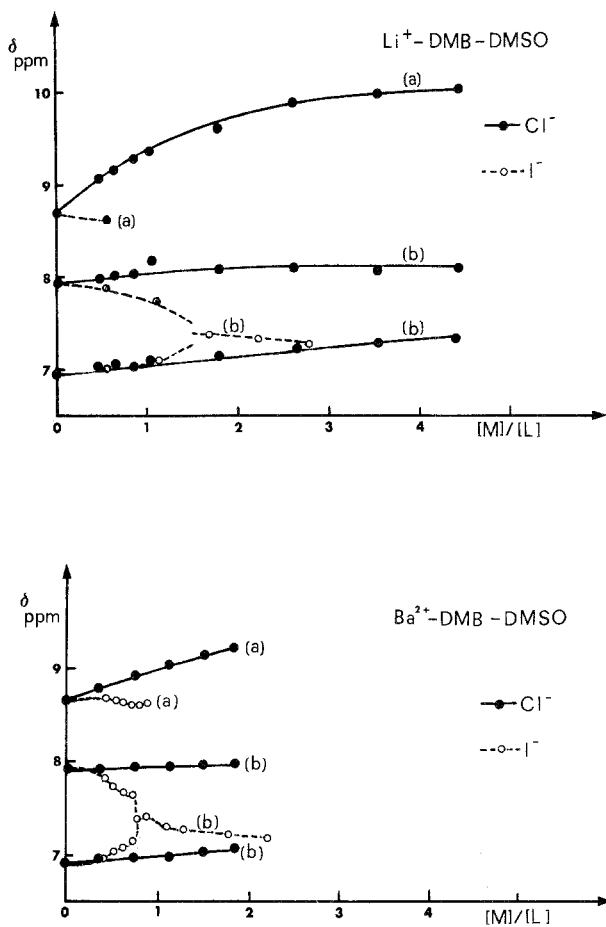 δ
ppm
Li⁺-DMB-DMSO
(a)
10
Cl⁻
I⁻
9
(a)
8
(b)
(b)
(b)
7
0
1
2
3
4
[M]/[L]
δ
ppm
Ba²⁺-DMB-DMSO
9
(a)
(a)
Cl⁻
I⁻
8
(b)
(b)
7
(b)
0
1
2
3
4
[M]/[L]